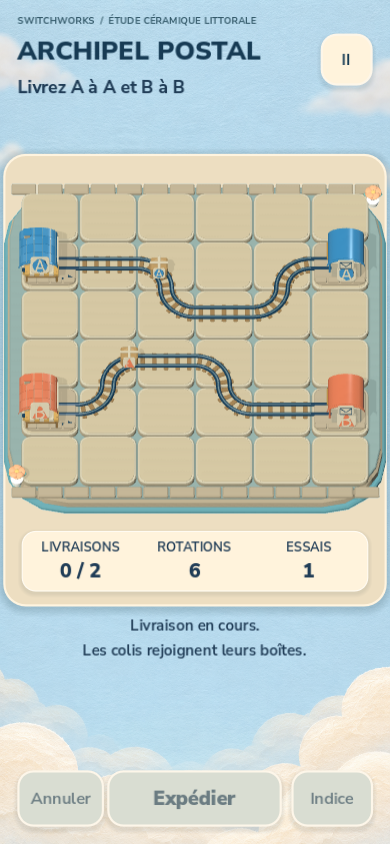 SWITCHWORKS / ÉTUDE CÉRAMIQUE LITTORALE
ARCHIPEL POSTAL
Livrez A à A et B à B
II
A
A
A
B
B
B
LIVRAISONS ROTATIONS ESSAIS
0 / 2 6 1
Livraison en cours.
Les colis rejoignent leurs boîtes.
Annuler Expédier Indice